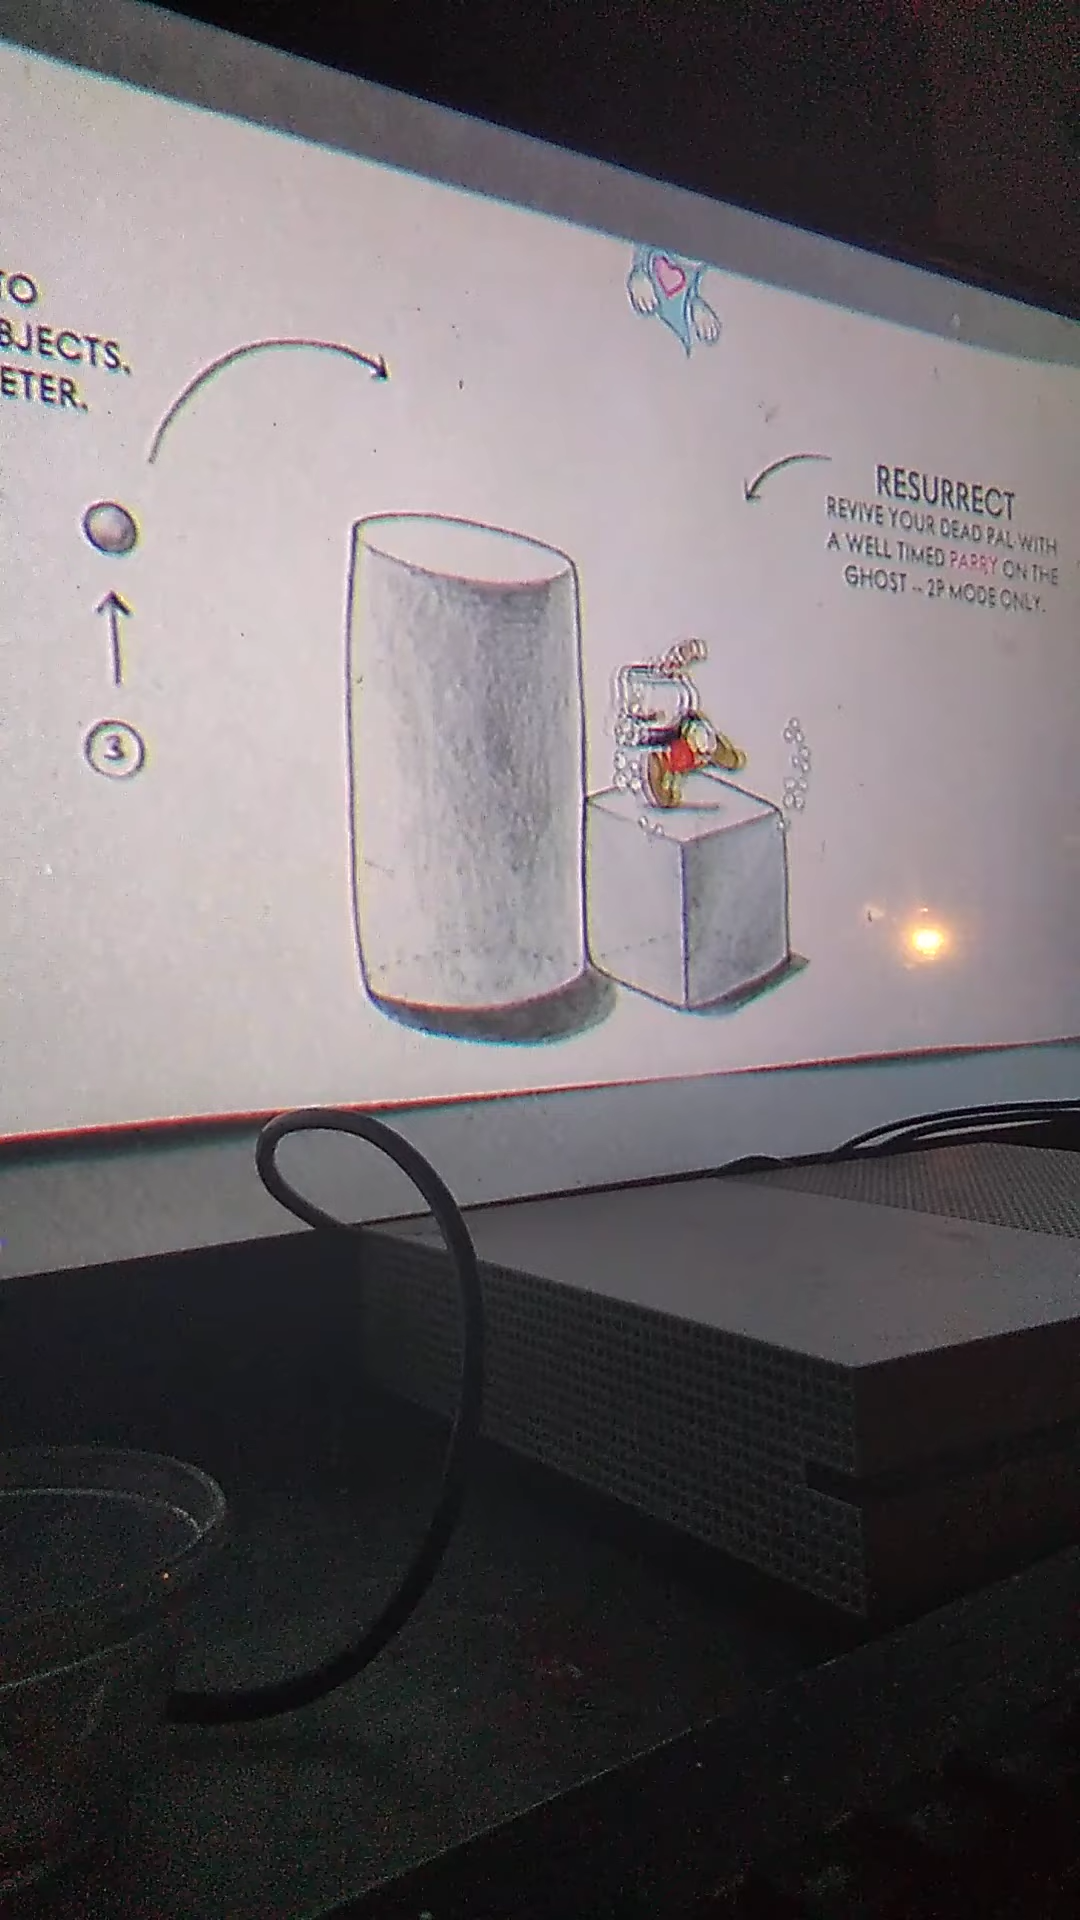 TO
BJECTS.
ETER.
3
RESURRECT
REVIVE YOUR DEAD PAL WITH
A WELL TIMED PARRY ON THE
GHOST -- 2P MODE ONLY.